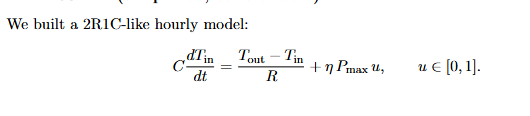 We built a 2R1C-like hourly model:
C dT_in/dt = (T_out − T_in)/R + η P_max u, u ∈ [0, 1].